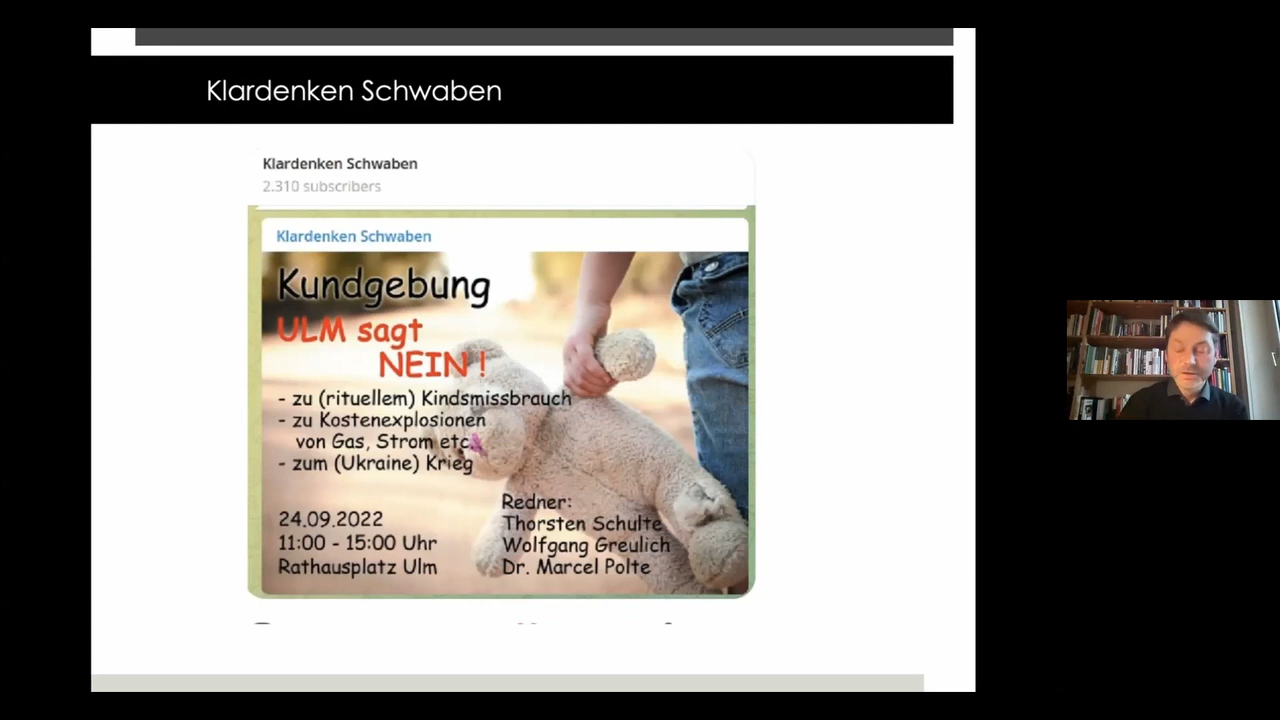 Klardenken Schwaben
Klardenken Schwaben
2.310 subscribers
Klardenken Schwaben
Kundgebung
ULM sagt
NEIN !
- zu (rituellem) Kindsmissbrauch
- zu Kostenexplosionen
von Gas, Strom etc.
- zum (Ukraine) Krieg
24.09.2022
11:00 - 15:00 Uhr
Rathausplatz Ulm
Redner:
Thorsten Schulte
Wolfgang Greulich
Dr. Marcel Polte